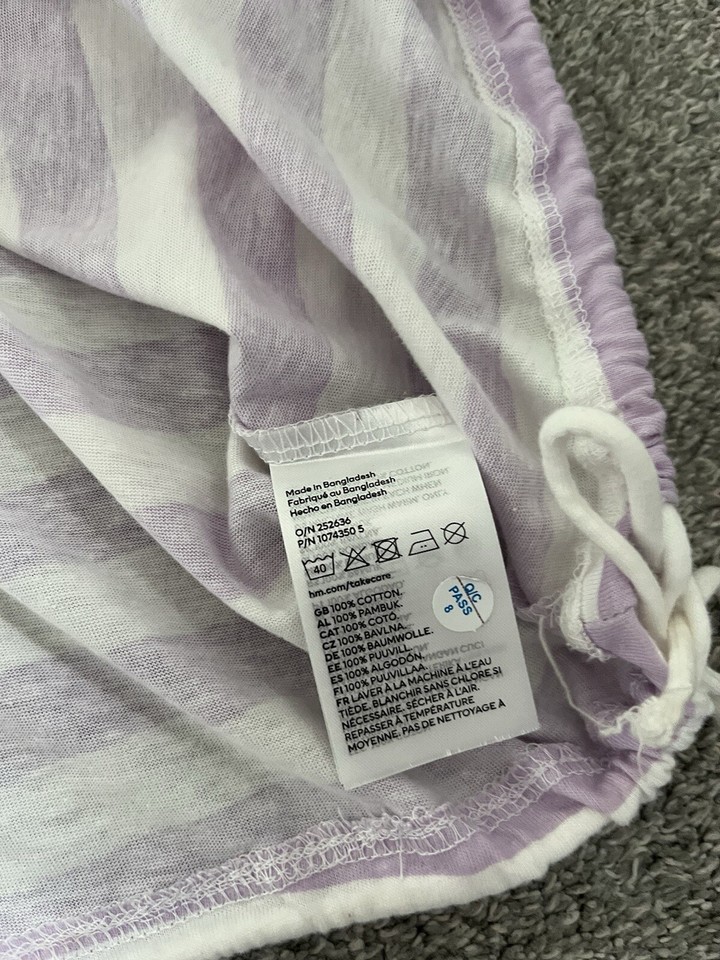 Made in Bangladesh
Fabriqué au Bangladesh
Hecho en Bangladesh
O/N 252636
P/N 1074350 5
40
hm.com/takecare
Q/C
PASS
8
GB 100% COTTON.
AL 100% PAMBUK.
CAT 100% COTÓ.
CZ 100% BAVLNA.
DE 100% BAUMWOLLE.
EE 100% PUUVILL.
ES 100% ALGODÓN.
FI 100% PUUVILLAA.
FR LAVER À LA MACHINE À L'EAU
TIÈDE. BLANCHIR SANS CHLORE SI
NÉCESSAIRE. SÉCHER À L'AIR.
REPASSER À TEMPÉRATURE
MOYENNE. PAS DE NETTOYAGE À